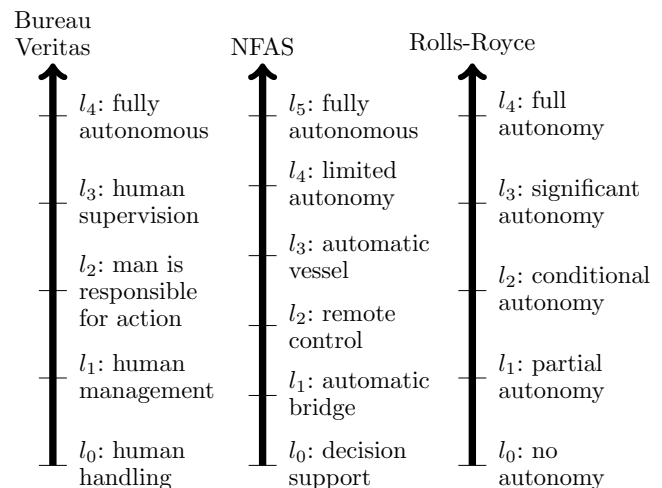 Bureau
Veritas
l4: fully
autonomous
l3: human
supervision
l2: man is
responsible
for action
l1: human
management
l0: human
handling
NFAS
l5: fully
autonomous
l4: limited
autonomy
l3: automatic
vessel
l2: remote
control
l1: automatic
bridge
l0: decision
support
Rolls-Royce
l4: full
autonomy
l3: significant
autonomy
l2: conditional
autonomy
l1: partial
autonomy
l0: no
autonomy